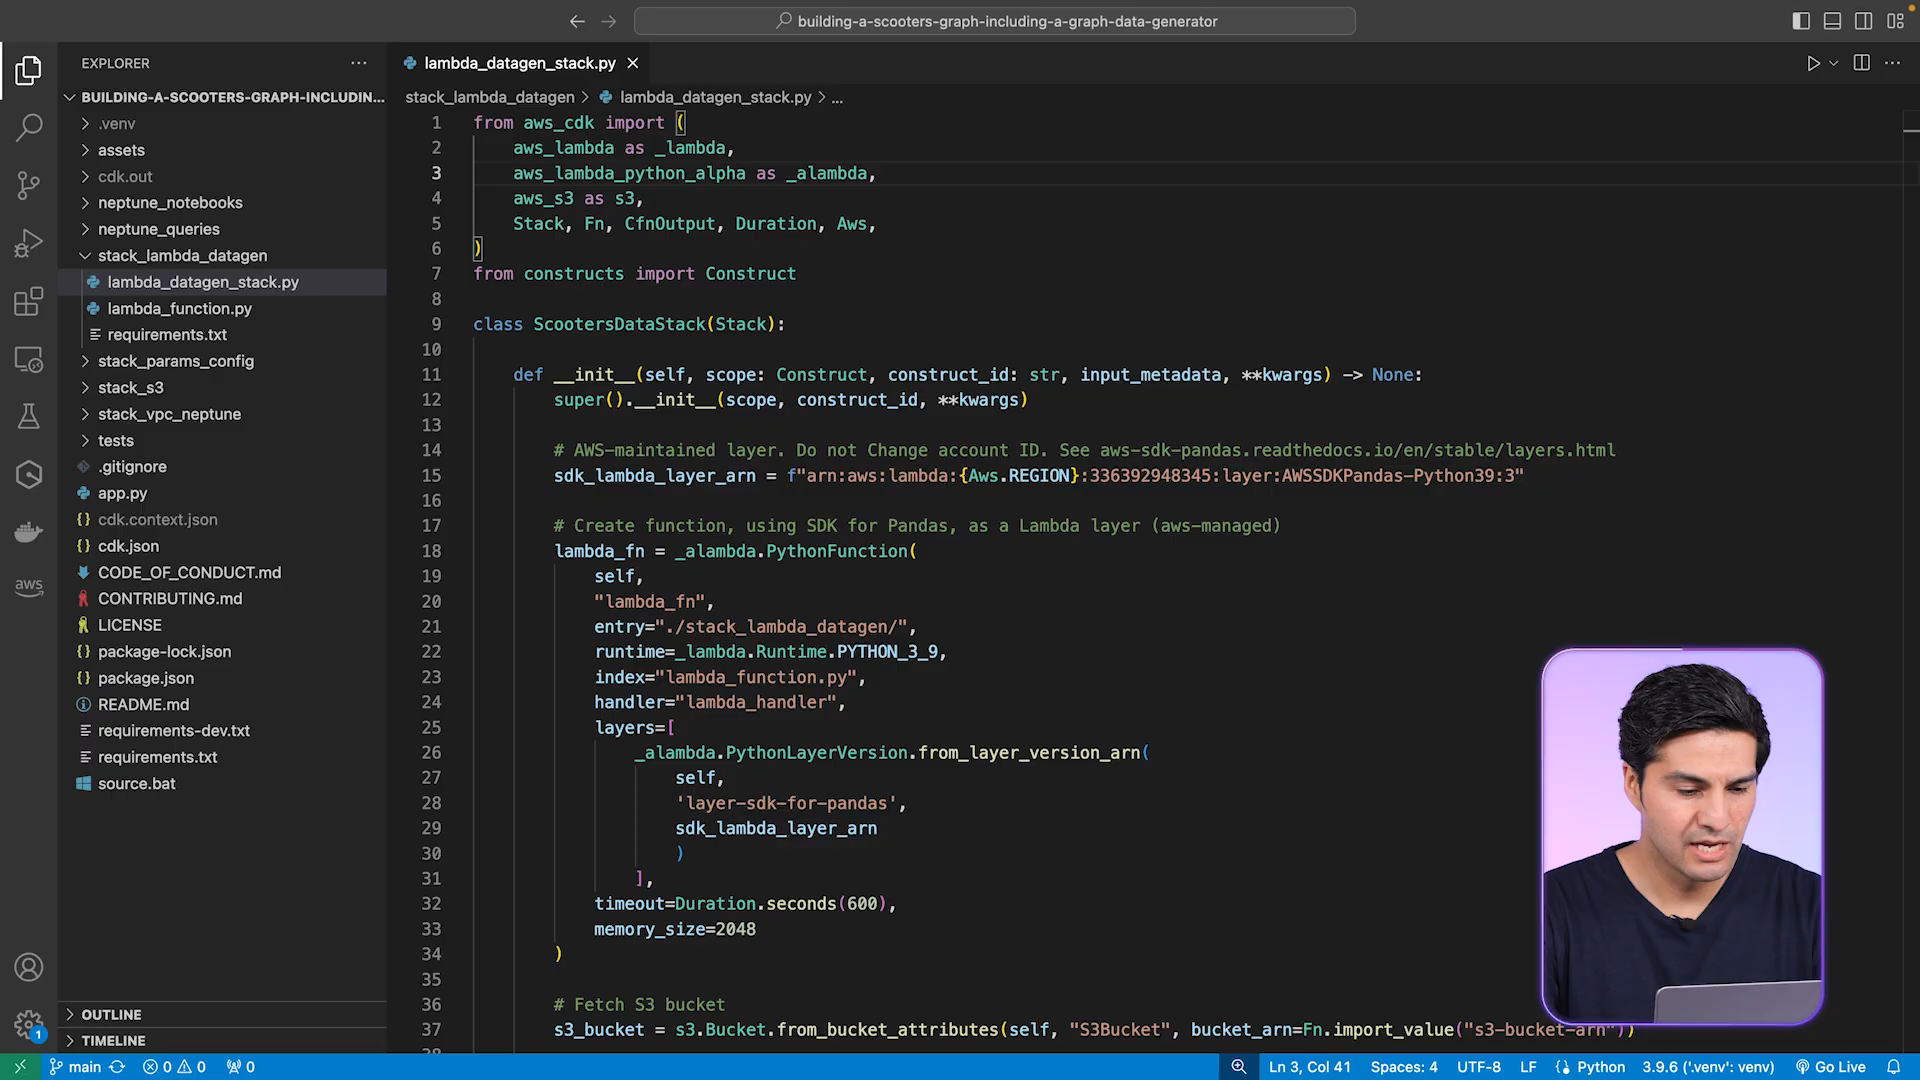 building-a-scooters-graph-including-a-graph-data-generator
EXPLORER
BUILDING-A-SCOOTERS-GRAPH-INCLUDIN...
.venv
assets
cdk.out
neptune_notebooks
neptune_queries
stack_lambda_datagen
lambda_datagen_stack.py
lambda_function.py
requirements.txt
stack_params_config
stack_s3
stack_vpc_neptune
tests
.gitignore
app.py
cdk.context.json
cdk.json
CODE_OF_CONDUCT.md
CONTRIBUTING.md
LICENSE
package-lock.json
package.json
README.md
requirements-dev.txt
requirements.txt
source.bat
OUTLINE
TIMELINE
aws
1
lambda_datagen_stack.py
stack_lambda_datagen > lambda_datagen_stack.py > ...
1 from aws_cdk import (
2 aws_lambda as _lambda,
3 aws_lambda_python_alpha as _alambda,
4 aws_s3 as s3,
5 Stack, Fn, CfnOutput, Duration, Aws,
6 )
7 from constructs import Construct
8
9 class ScootersDataStack(Stack):
10
11 def __init__(self, scope: Construct, construct_id: str, input_metadata, **kwargs) -> None:
12 super().__init__(scope, construct_id, **kwargs)
13
14 # AWS-maintained layer. Do not Change account ID. See aws-sdk-pandas.readthedocs.io/en/stable/layers.html
15 sdk_lambda_layer_arn = f"arn:aws:lambda:{Aws.REGION}:336392948345:layer:AWSSDKPandas-Python39:3"
16
17 # Create function, using SDK for Pandas, as a Lambda layer (aws-managed)
18 lambda_fn = _alambda.PythonFunction(
19 self,
20 "lambda_fn",
21 entry="./stack_lambda_datagen/",
22 runtime=_lambda.Runtime.PYTHON_3_9,
23 index="lambda_function.py",
24 handler="lambda_handler",
25 layers=[
26 _alambda.PythonLayerVersion.from_layer_version_arn(
27 self,
28 'layer-sdk-for-pandas',
29 sdk_lambda_layer_arn
30 )
31 ],
32 timeout=Duration.seconds(600),
33 memory_size=2048
34 )
35
36 # Fetch S3 bucket
37 s3_bucket = s3.Bucket.from_bucket_attributes(self, "S3Bucket", bucket_arn=Fn.import_value("s3-bucket-arn"))
38
main 0 0 0 Ln 3, Col 41 Spaces: 4 UTF-8 LF Python 3.9.6 ('.venv': venv) Go Live